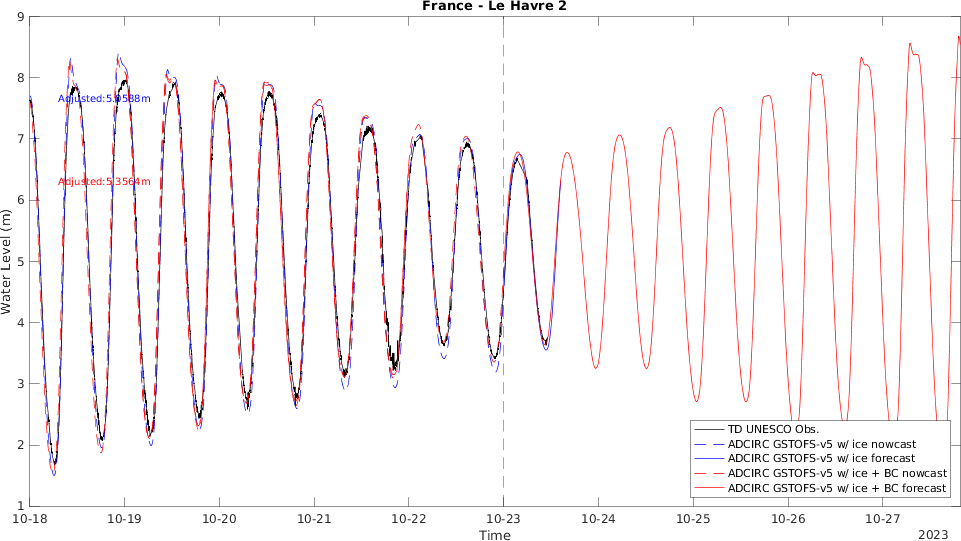 France - Le Havre 2
9
8
7
6
5
4
3
2
1
Water Level (m)
Adjusted:5.0588m
Adjusted:5.3564m
TD UNESCO Obs.
ADCIRC GSTOFS-v5 w/ ice nowcast
ADCIRC GSTOFS-v5 w/ ice forecast
ADCIRC GSTOFS-v5 w/ ice + BC nowcast
ADCIRC GSTOFS-v5 w/ ice + BC forecast
10-18 10-19 10-20 10-21 10-22 10-23 10-24 10-25 10-26 10-27
Time
2023